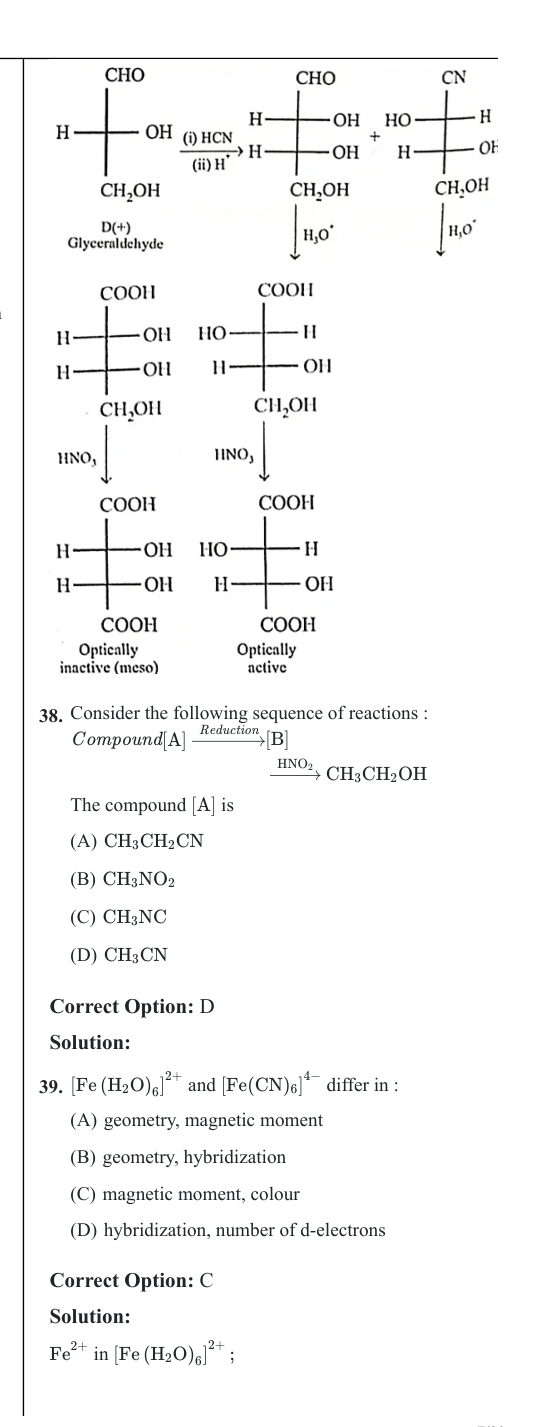 CHO CHO CN
H OH (i) HCN H OH + HO H
(ii) H⁺ H OH H OH
CH₂OH CH₂OH CH₂OH
D(+)
Glyceraldehyde H₃O⁺ H₃O⁺
COOH COOH
H OH HO H
H OH H OH
CH₂OH CH₂OH
HNO₃ HNO₃
COOH COOH
H OH HO H
H OH H OH
COOH COOH
Optically Optically
inactive (meso) active
38. Consider the following sequence of reactions :
Compound[A] Reduction→ [B]
HNO₂→ CH₃CH₂OH
The compound [A] is
(A) CH₃CH₂CN
(B) CH₃NO₂
(C) CH₃NC
(D) CH₃CN
Correct Option: D
Solution:
39. [Fe (H₂O)₆]²⁺ and [Fe(CN)₆]⁴⁻ differ in :
(A) geometry, magnetic moment
(B) geometry, hybridization
(C) magnetic moment, colour
(D) hybridization, number of d-electrons
Correct Option: C
Solution:
Fe²⁺ in [Fe (H₂O)₆]²⁺ ;